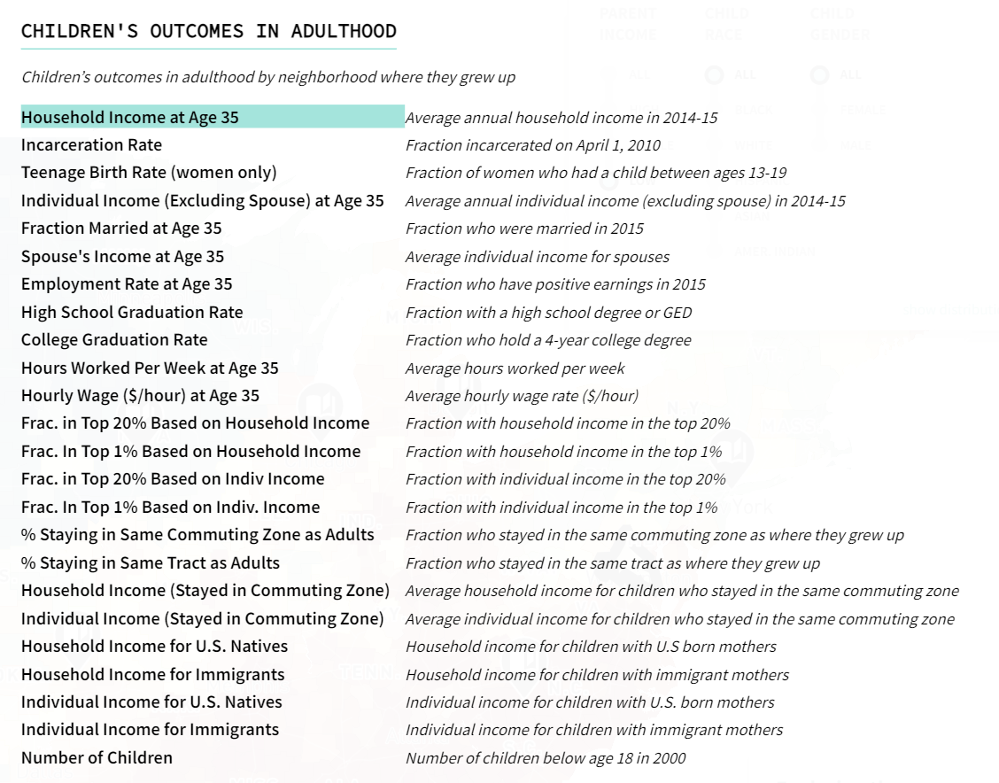 CHILDREN'S OUTCOMES IN ADULTHOOD
Children's outcomes in adulthood by neighborhood where they grew up
Household Income at Age 35 Average annual household income in 2014-15
Incarceration Rate Fraction incarcerated on April 1, 2010
Teenage Birth Rate (women only) Fraction of women who had a child between ages 13-19
Individual Income (Excluding Spouse) at Age 35 Average annual individual income (excluding spouse) in 2014-15
Fraction Married at Age 35 Fraction who were married in 2015
Spouse's Income at Age 35 Average individual income for spouses
Employment Rate at Age 35 Fraction who have positive earnings in 2015
High School Graduation Rate Fraction with a high school degree or GED
College Graduation Rate Fraction who hold a 4-year college degree
Hours Worked Per Week at Age 35 Average hours worked per week
Hourly Wage ($/hour) at Age 35 Average hourly wage rate ($/hour)
Frac. in Top 20% Based on Household Income Fraction with household income in the top 20%
Frac. In Top 1% Based on Household Income Fraction with household income in the top 1%
Frac. in Top 20% Based on Indiv Income Fraction with individual income in the top 20%
Frac. In Top 1% Based on Indiv. Income Fraction with individual income in the top 1%
% Staying in Same Commuting Zone as Adults Fraction who stayed in the same commuting zone as where they grew up
% Staying in Same Tract as Adults Fraction who stayed in the same tract as where they grew up
Household Income (Stayed in Commuting Zone) Average household income for children who stayed in the same commuting zone
Individual Income (Stayed in Commuting Zone) Average individual income for children who stayed in the same commuting zone
Household Income for U.S. Natives Household income for children with U.S born mothers
Household Income for Immigrants Household income for children with immigrant mothers
Individual Income for U.S. Natives Individual income for children with U.S. born mothers
Individual Income for Immigrants Individual income for children with immigrant mothers
Number of Children Number of children below age 18 in 2000
PARENT INCOME
CHILD RACE
CHILD GENDER
ALL
ALL
ALL
BLACK
FEMALE
WHITE
MALE
WIS.
N.Y.
MASS.
TENN.